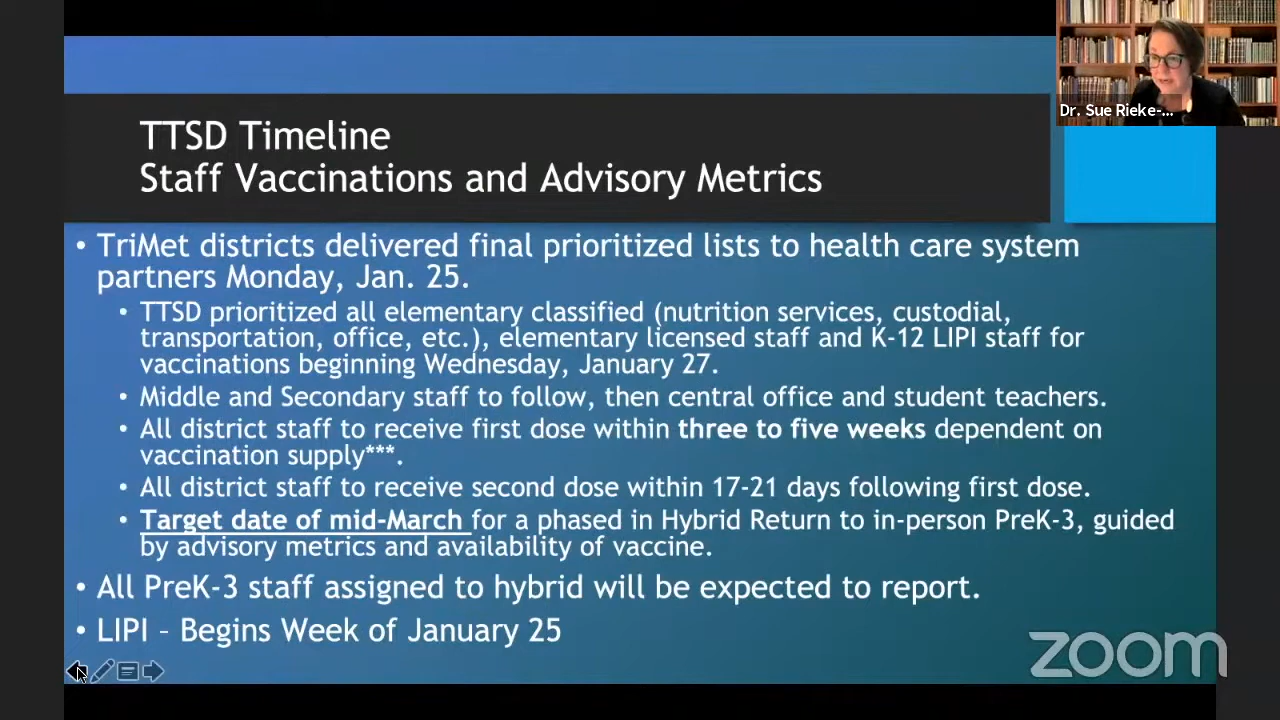 Dr. Sue Rieke-...
TTSD Timeline
Staff Vaccinations and Advisory Metrics
• TriMet districts delivered final prioritized lists to health care system
partners Monday, Jan. 25.
• TTSD prioritized all elementary classified (nutrition services, custodial,
transportation, office, etc.), elementary licensed staff and K-12 LIPI staff for
vaccinations beginning Wednesday, January 27.
• Middle and Secondary staff to follow, then central office and student teachers.
• All district staff to receive first dose within three to five weeks dependent on
vaccination supply***.
• All district staff to receive second dose within 17-21 days following first dose.
• Target date of mid-March for a phased in Hybrid Return to in-person PreK-3, guided
by advisory metrics and availability of vaccine.
• All PreK-3 staff assigned to hybrid will be expected to report.
• LIPI – Begins Week of January 25
zoom